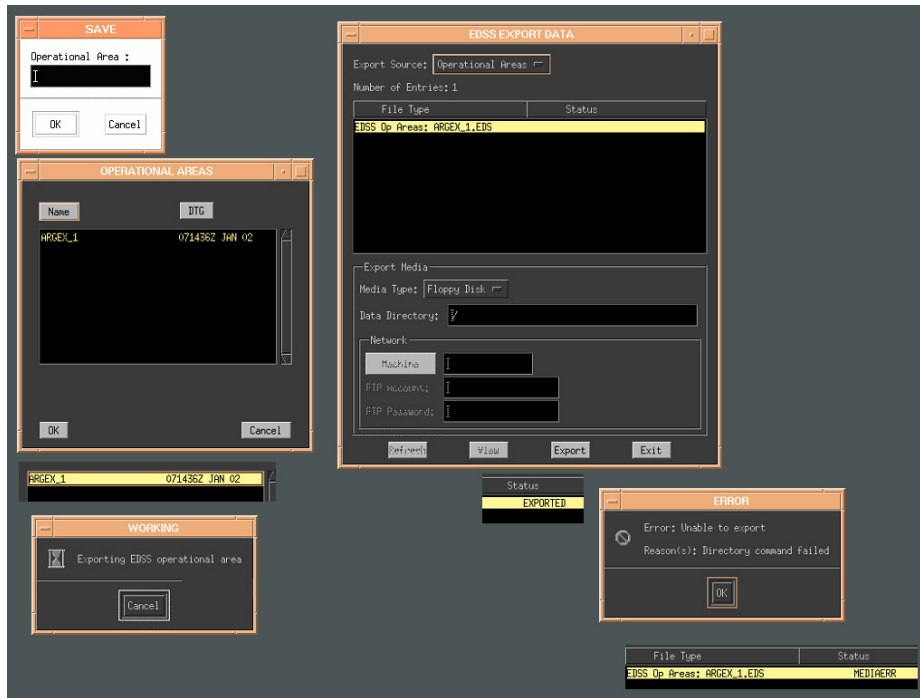 SAVE
Operational Area :
OK Cancel
OPERATIONAL AREAS
Name DTG
ARGEX_1 071436Z JAN 02
OK Cancel
ARGEX_1 071436Z JAN 02
WORKING
Exporting EDSS operational area
Cancel
EDSS EXPORT DATA
Export Source: Operational Areas
Number of Entries: 1
File Type Status
EDSS Op Areas: ARGEX_1.EDS
Export Media
Media Type: Floppy Disk
Data Directory: /
Network
Machine
FTP Account:
FTP Password:
Refresh View Export Exit
Status
EXPORTED
ERROR
Error: Unable to export
Reason(s): Directory command failed
OK
File Type Status
EDSS Op Areas: ARGEX_1.EDS MEDIAERR